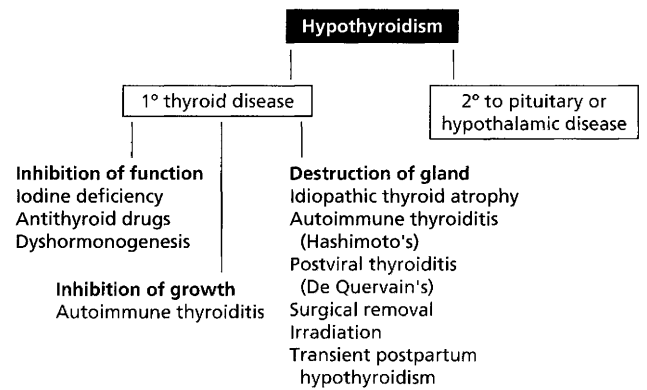 Hypothyroidism
1° thyroid disease
2° to pituitary or
hypothalamic disease
Inhibition of function
Iodine deficiency
Antithyroid drugs
Dyshormonogenesis
Inhibition of growth
Autoimmune thyroiditis
Destruction of gland
Idiopathic thyroid atrophy
Autoimmune thyroiditis
(Hashimoto's)
Postviral thyroiditis
(De Quervain's)
Surgical removal
Irradiation
Transient postpartum
hypothyroidism